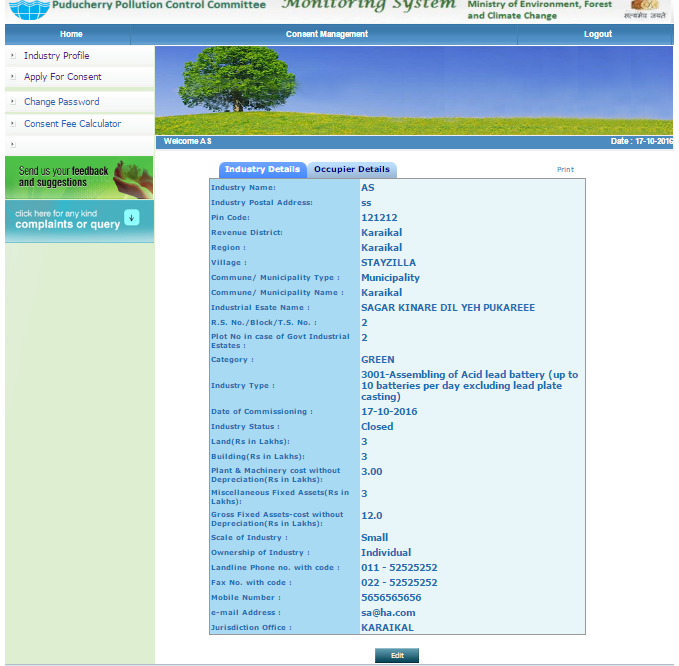 Puducherry Pollution Control Committee
Monitoring System
Ministry of Environment, Forest
and Climate Change
सत्यमेव जयते
Home
Consent Management
Logout
Industry Profile
Apply For Consent
Change Password
Consent Fee Calculator
Send us your feedback
and suggestions
click here for any kind
complaints or query
Welcome A S
Date : 17-10-2016
Industry Details
Occupier Details
Print
Industry Name: AS
Industry Postal Address: ss
Pin Code: 121212
Revenue District: Karaikal
Region : Karaikal
Village : STAYZILLA
Commune/ Municipality Type : Municipality
Commune/ Municipality Name : Karaikal
Industrial Esate Name : SAGAR KINARE DIL YEH PUKAREEE
R.S. No./Block/T.S. No. : 2
Plot No in case of Govt Industrial
Estates : 2
Category : GREEN
Industry Type : 3001-Assembling of Acid lead battery (up to
10 batteries per day excluding lead plate
casting)
Date of Commissioning : 17-10-2016
Industry Status : Closed
Land(Rs in Lakhs): 3
Building(Rs in Lakhs): 3
Plant & Machinery cost without
Depreciation(Rs in Lakhs): 3.00
Miscellaneous Fixed Assets(Rs in
Lakhs): 3
Gross Fixed Assets-cost without
Depreciation(Rs in Lakhs): 12.0
Scale of Industry : Small
Ownership of Industry : Individual
Landline Phone no. with code : 011 - 52525252
Fax No. with code : 022 - 52525252
Mobile Number : 5656565656
e-mail Address : sa@ha.com
Jurisdiction Office : KARAIKAL
Edit